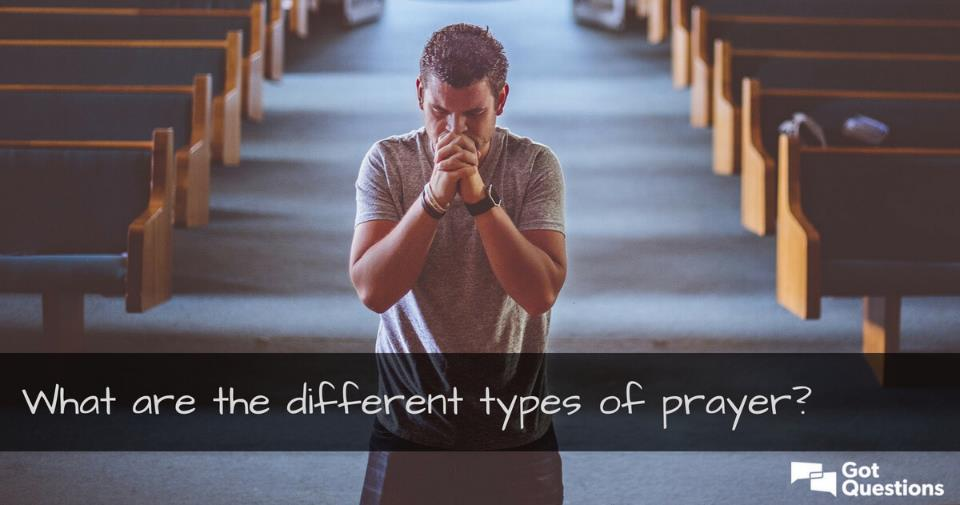 What are the different types of prayer?
Got
Questions